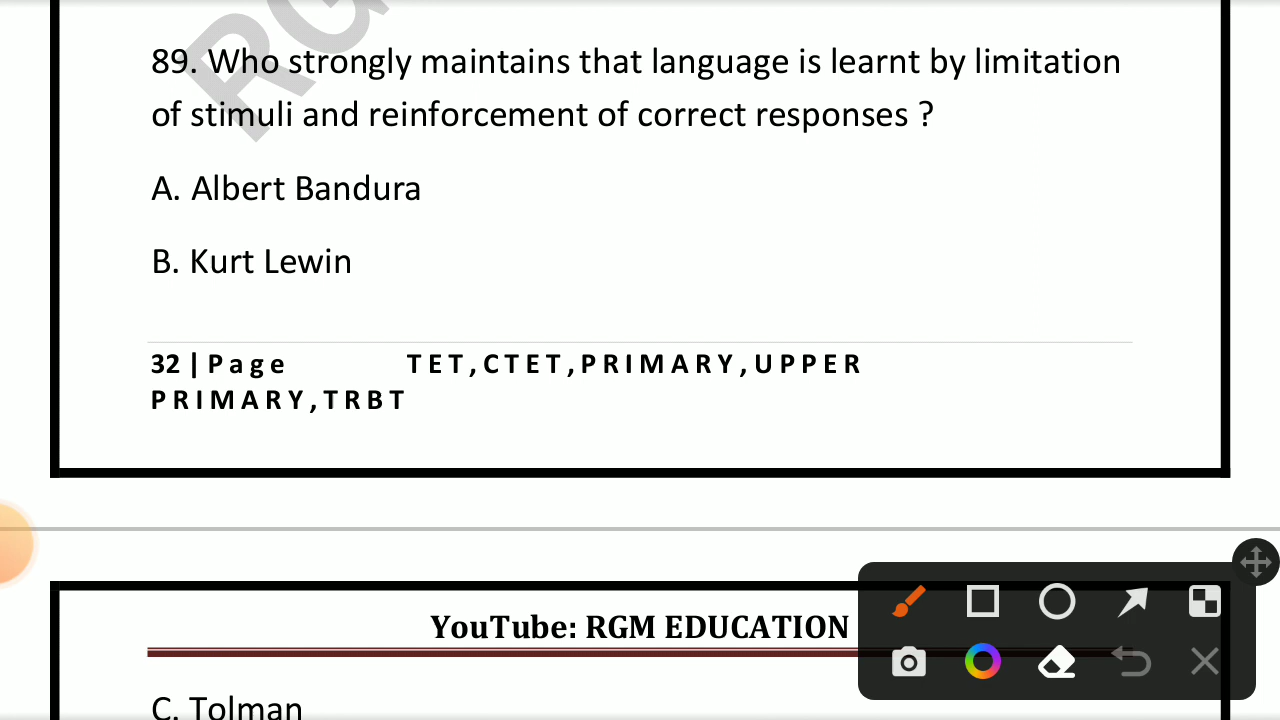 RG
89. Who strongly maintains that language is learnt by limitation
of stimuli and reinforcement of correct responses ?
A. Albert Bandura
B. Kurt Lewin
32 | Page TET,CTET,PRIMARY,UPPER
PRIMARY,TRBT
YouTube: RGM EDUCATION
C. Tolman